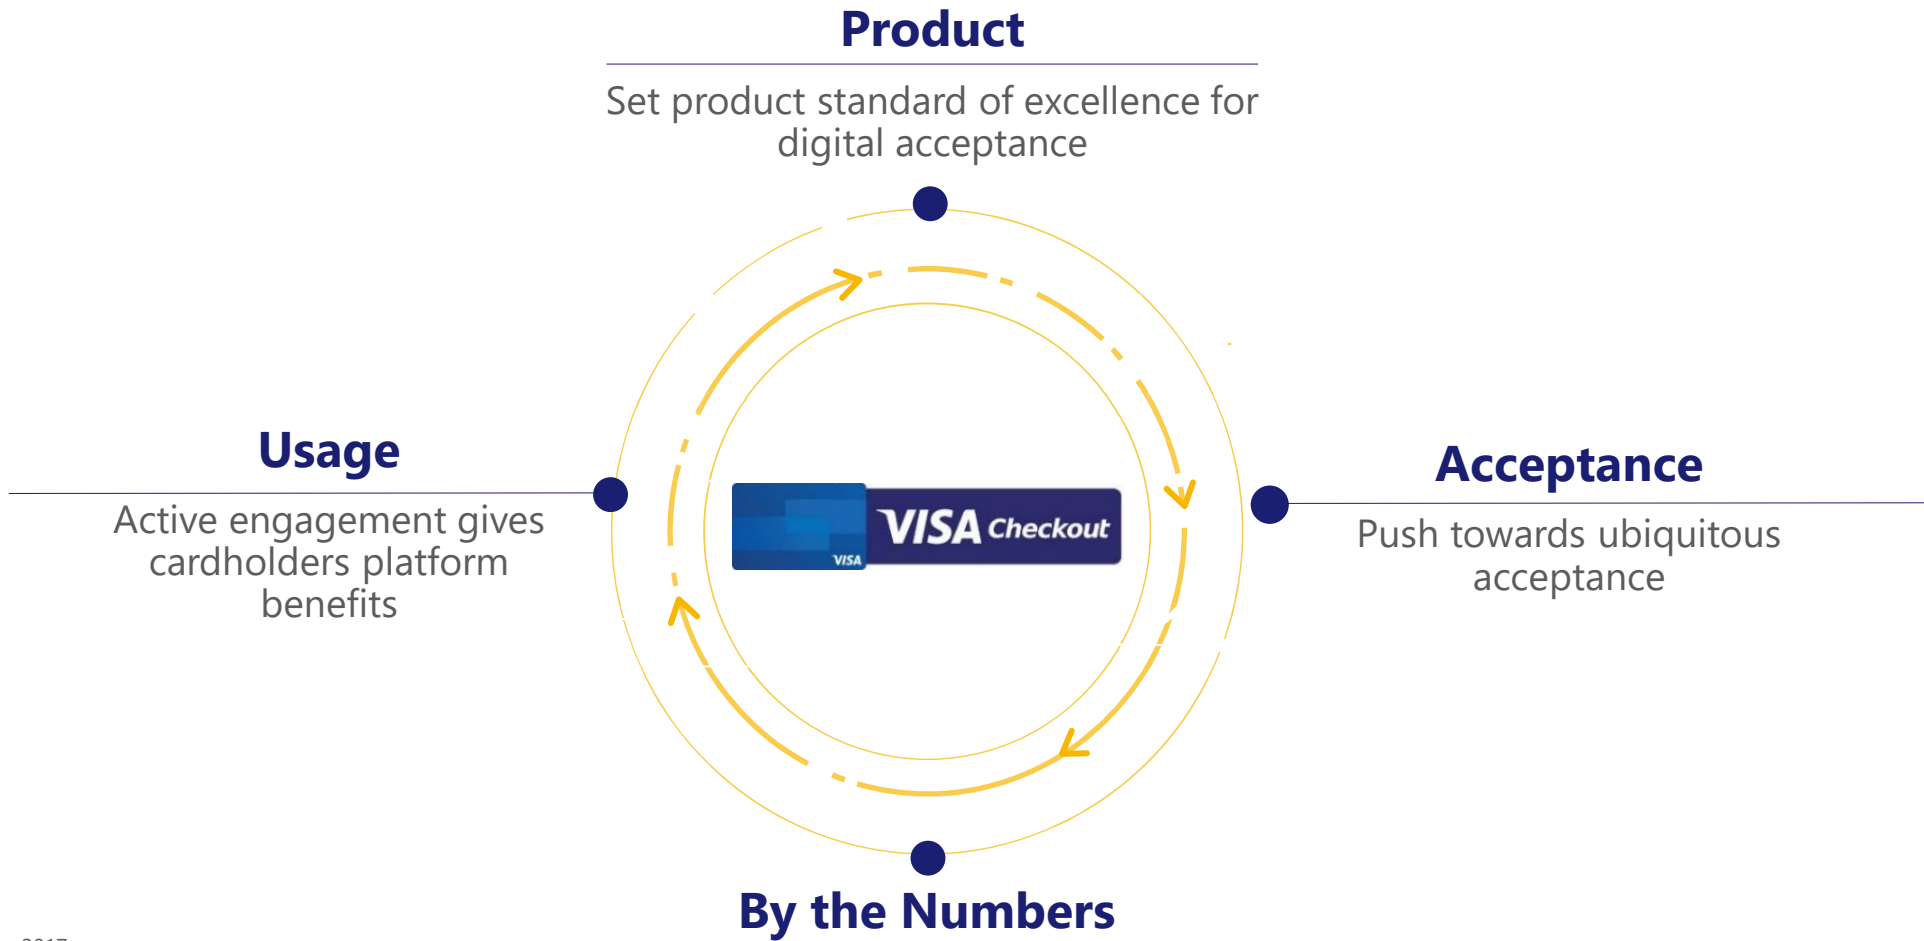 Product
Set product standard of excellence for
digital acceptance
Usage
Active engagement gives
cardholders platform
benefits
VISA
VISA Checkout
Acceptance
Push towards ubiquitous
acceptance
By the Numbers
2017